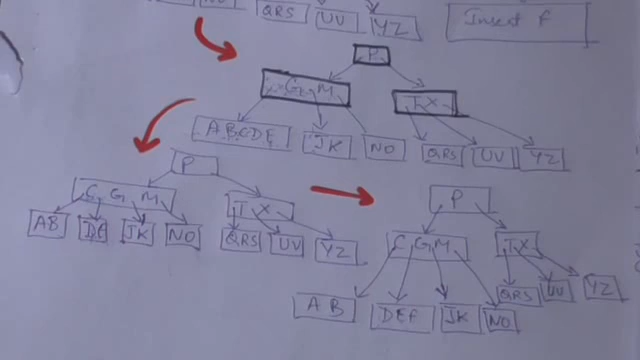 QRS UV YZ Insert F
P
G M
T X
ABCDE JK NO QRS UV YZ
P
C G M T X
AB DE JK NO QRS UV YZ
P
C G M T X
AB DEF JK NO QRS UV YZ